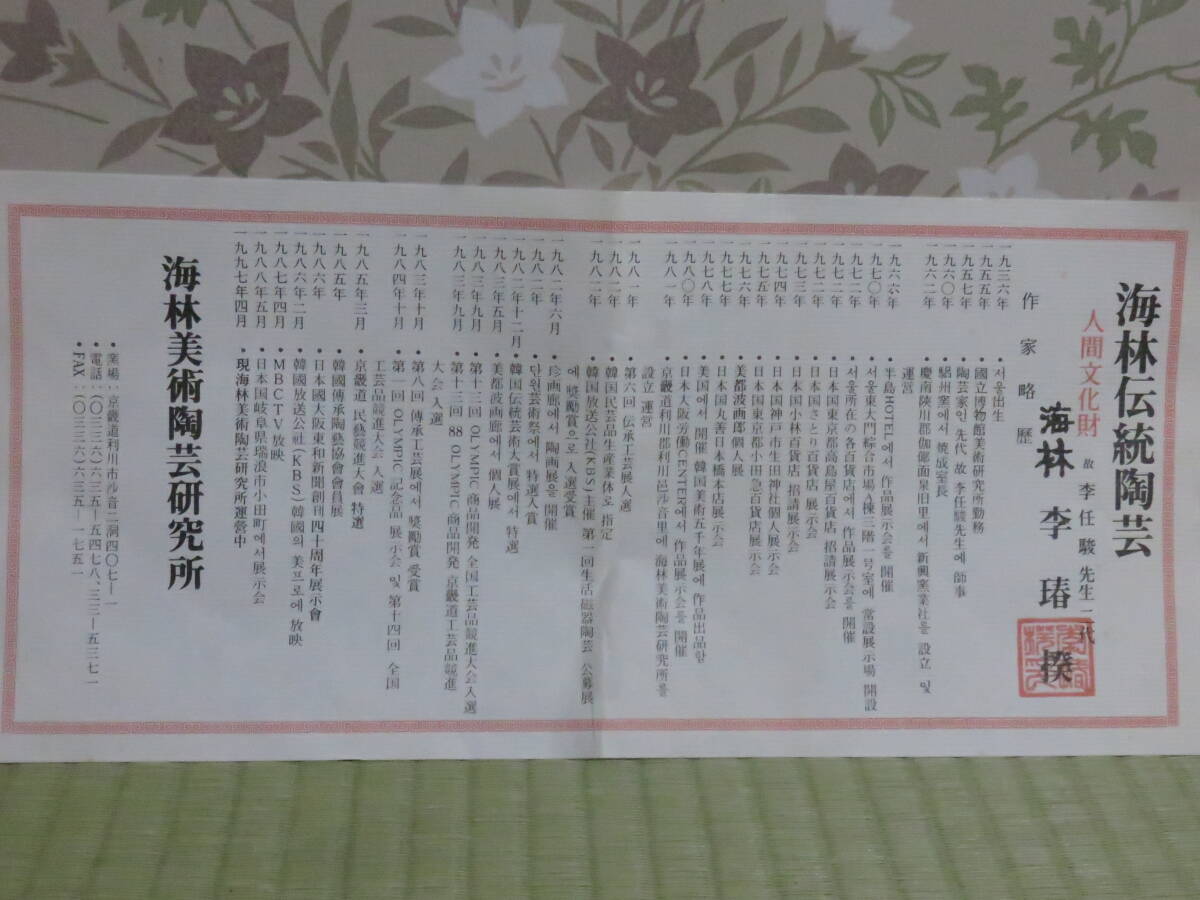 海林伝統陶芸
人間文化財 故 李任駿 先生 二代
海林 李 瑃 揆
作家略歴
一九三六年 • 서울出生
一九五五年 • 國立博物館美術研究所勤務
一九五七年 • 陶芸家인 先代 故 李任駿先生에 師事
一九六〇年 • 驪州窯에서 焼成室長
一九六二年 • 慶南陜川郡伽倻面泉旧里에서 新興窯業社를 設立 및
運営
一九六六年 • 半島HOTEL에서 作品展示会를 開催
一九七〇年 • 서울東大門綜合市場A棟三階一号室에 常設展示場 開設
一九七二年 • 서울所在の各百貨店에서 作品展示会를 開催
一九七二年 • 日本国東京都髙島屋百貨店 招請展示会
一九七三年 • 日本国さとり百貨店 展示会
一九七四年 • 日本国小林百貨店 招請展示会
一九七五年 • 日本国神戸市生田神社個人展示会
一九七六年 • 日本国東京都小田急百貨店展示会
一九七七年 • 美都波画郎個人展
一九七八年 • 日本国丸善日本橋本店展示会
一九七九年 • 美国에서 開催 韓国美術五千年展에 作品出品함
一九八〇年 • 日本大阪労働CENTER에서 作品展示会를 開催
一九八一年 • 京畿道利川郡利川邑沙音里에 海林美術陶芸研究所를
設立 運営
一九八一年 • 第六回 伝承工芸展入選
一九八二年 • 韓国民芸品生産業体로 指定
一九八二年 • 韓国放送公社(KBS)主催 第一回生活磁器陶芸 公募展
에 奬勵賞으로 入選受賞
一九八二年六月 • 珍画廊에서 陶画展을 開催
一九八二年 • 단원芸術祭에서 特選入賞
一九八二年十二月 • 韓国伝統芸術大賞展에서 特選
一九八三年五月 • 美都波画廊에서 個人展
一九八三年九月 • 第十三回 OLYMPIC 商品開発 全国工芸品競進大会入選
一九八三年九月 • 第十三回 88 OLYMPIC 商品開発 京畿道工芸品競進
大会 入選
一九八三年十月 • 第八回 傳承工芸展에서 奬勵賞 受賞
一九八四年十月 • 第一回 OLYMPIC 記念品 展示会 및 第十四回 全国
工芸品競進大会 入選
一九八五年三月 • 京畿道 民藝競進大會 特選
一九八五年 • 韓國傳承陶藝協會會員展
一九八六年 • 日本國大阪東和新聞創刊四十周年展示會
一九八六年二月 • 韓國放送公社(KBS)韓國의 美프로에 放映
一九八七年四月 • MBCTV放映
一九八八年五月 • 日本国岐阜県瑞浪市小田町에서展示会
一九九七年四月 • 現海林美術陶芸研究所運營中
海林美術陶芸研究所
• 窯場:京畿道利川市沙音二洞四〇七-一
• 電話:(〇三三六)六三五-五四七八、三三-五三七一
• FAX:(〇三三六)六三五-一七五一